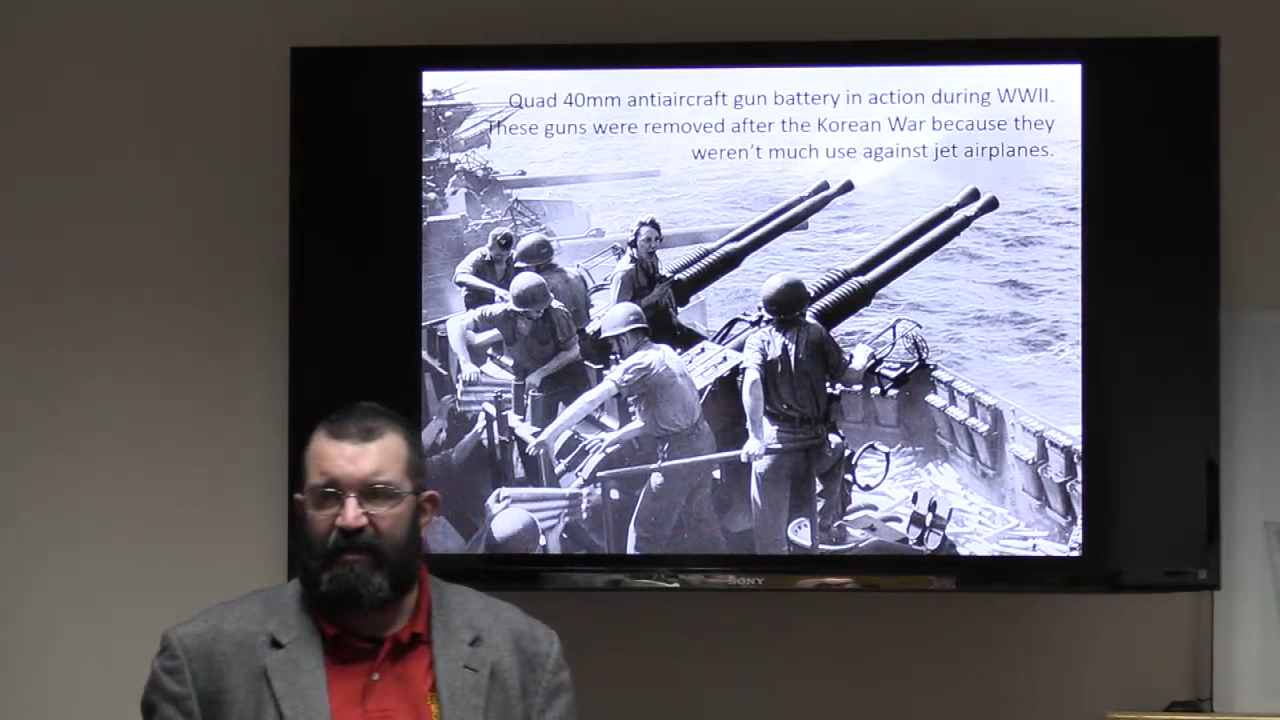 Quad 40mm antiaircraft gun battery in action during WWII.
These guns were removed after the Korean War because they
weren't much use against jet airplanes.
SONY